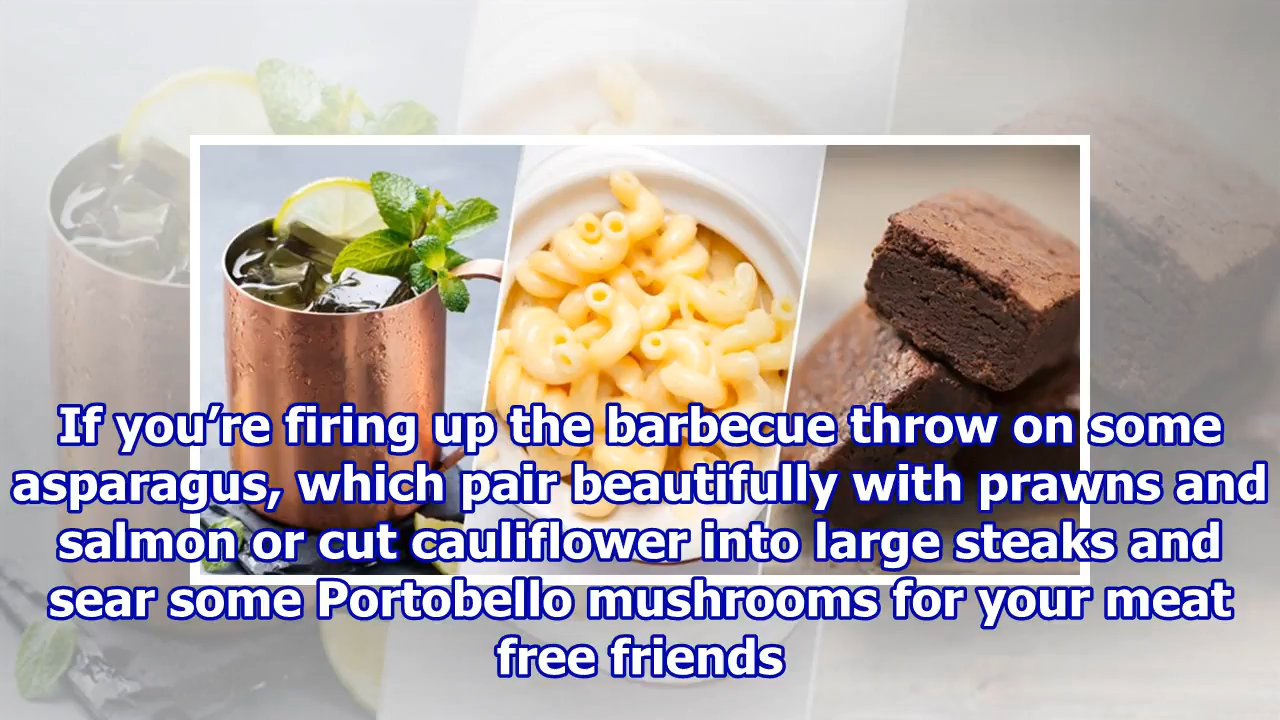 If you’re firing up the barbecue throw on some
asparagus, which pair beautifully with prawns and
salmon or cut cauliflower into large steaks and
sear some Portobello mushrooms for your meat
free friends